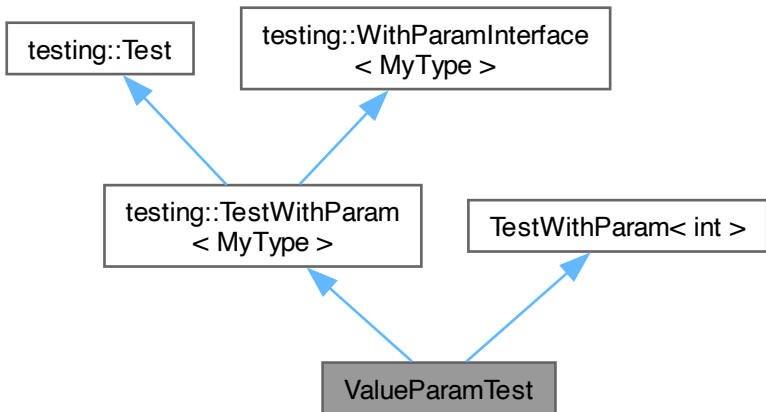 testing::Test
testing::WithParamInterface
< MyType >
testing::TestWithParam
< MyType >
TestWithParam< int >
ValueParamTest